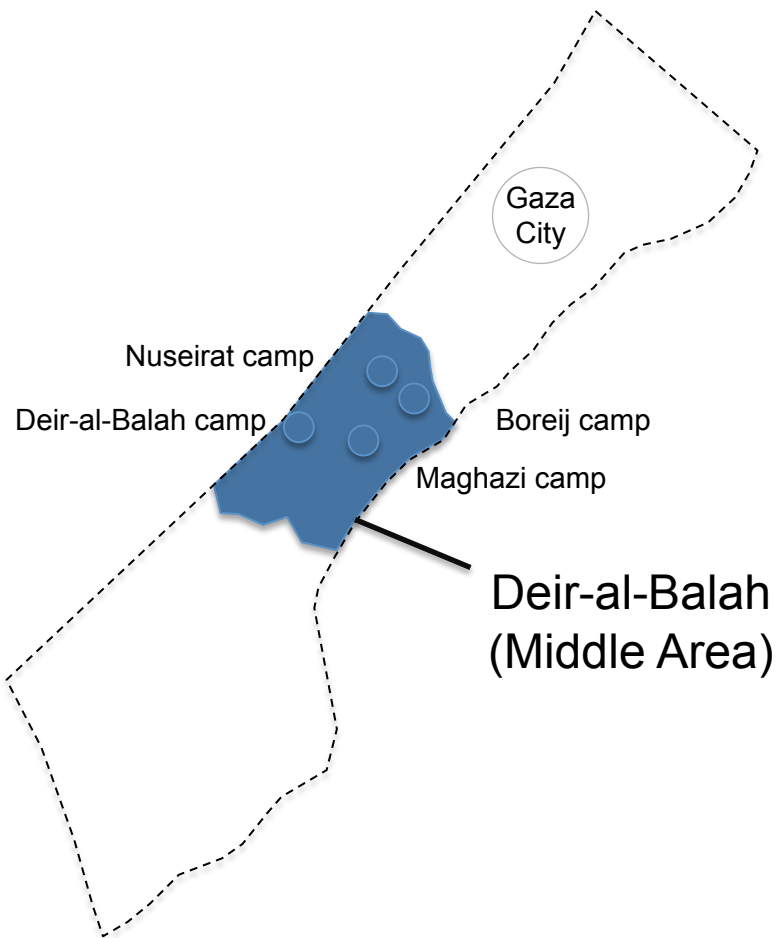 Gaza
City
Nuseirat camp
Deir-al-Balah camp
Boreij camp
Maghazi camp
Deir-al-Balah
(Middle Area)